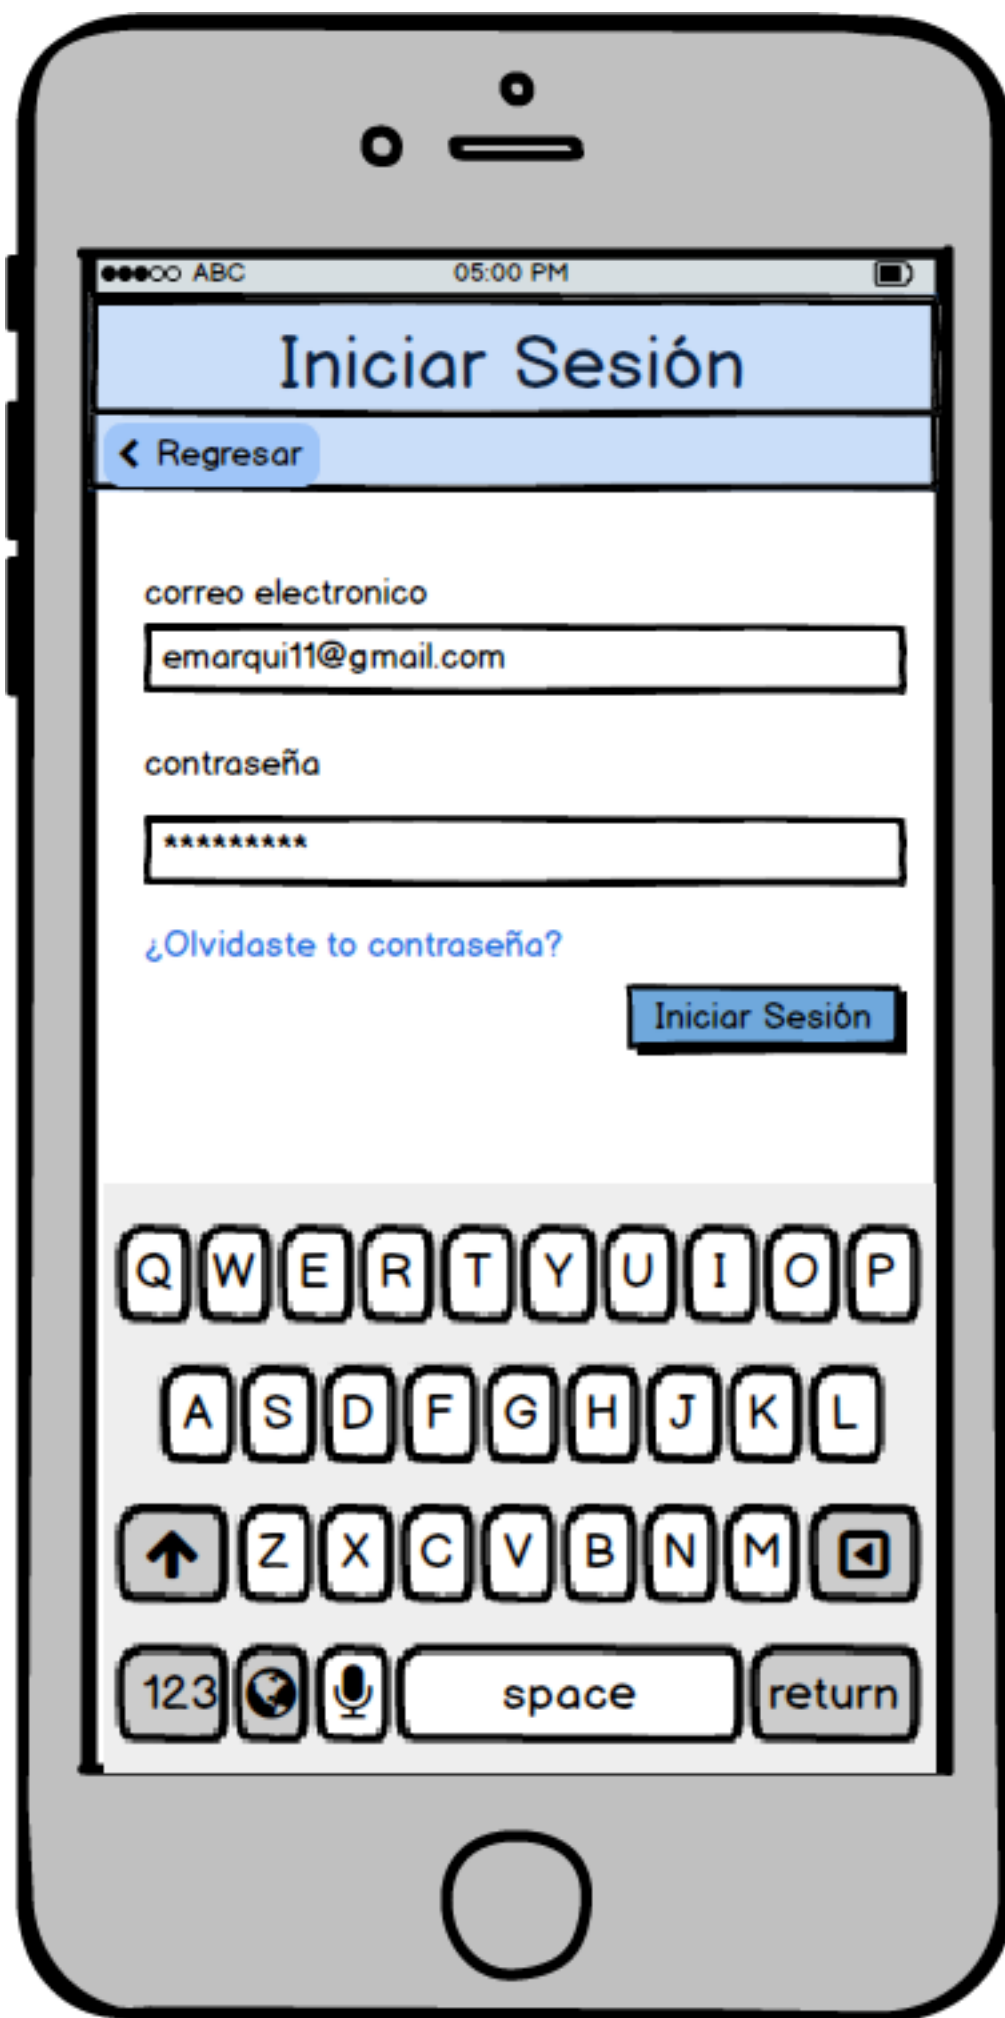 ABC 05:00 PM
Iniciar Sesión
Regresar
correo electronico
emarqui11@gmail.com
contraseña
*********
¿Olvidaste to contraseña?
Iniciar Sesión
Q W E R T Y U I O P
A S D F G H J K L
Z X C V B N M
123 space return